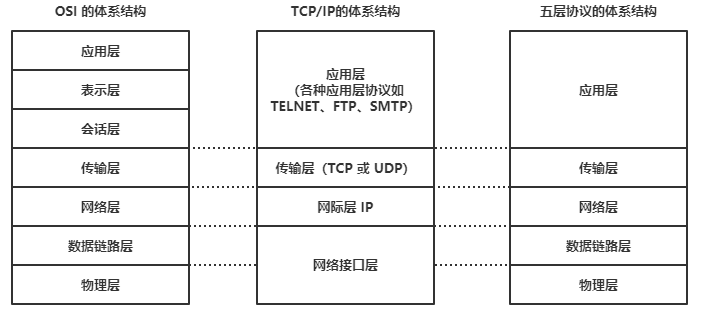 OSI 的体系结构
应用层
表示层
会话层
传输层
网络层
数据链路层
物理层
TCP/IP的体系结构
应用层
（各种应用层协议如
TELNET、FTP、SMTP）
传输层（TCP 或 UDP）
网际层 IP
网络接口层
五层协议的体系结构
应用层
传输层
网络层
数据链路层
物理层